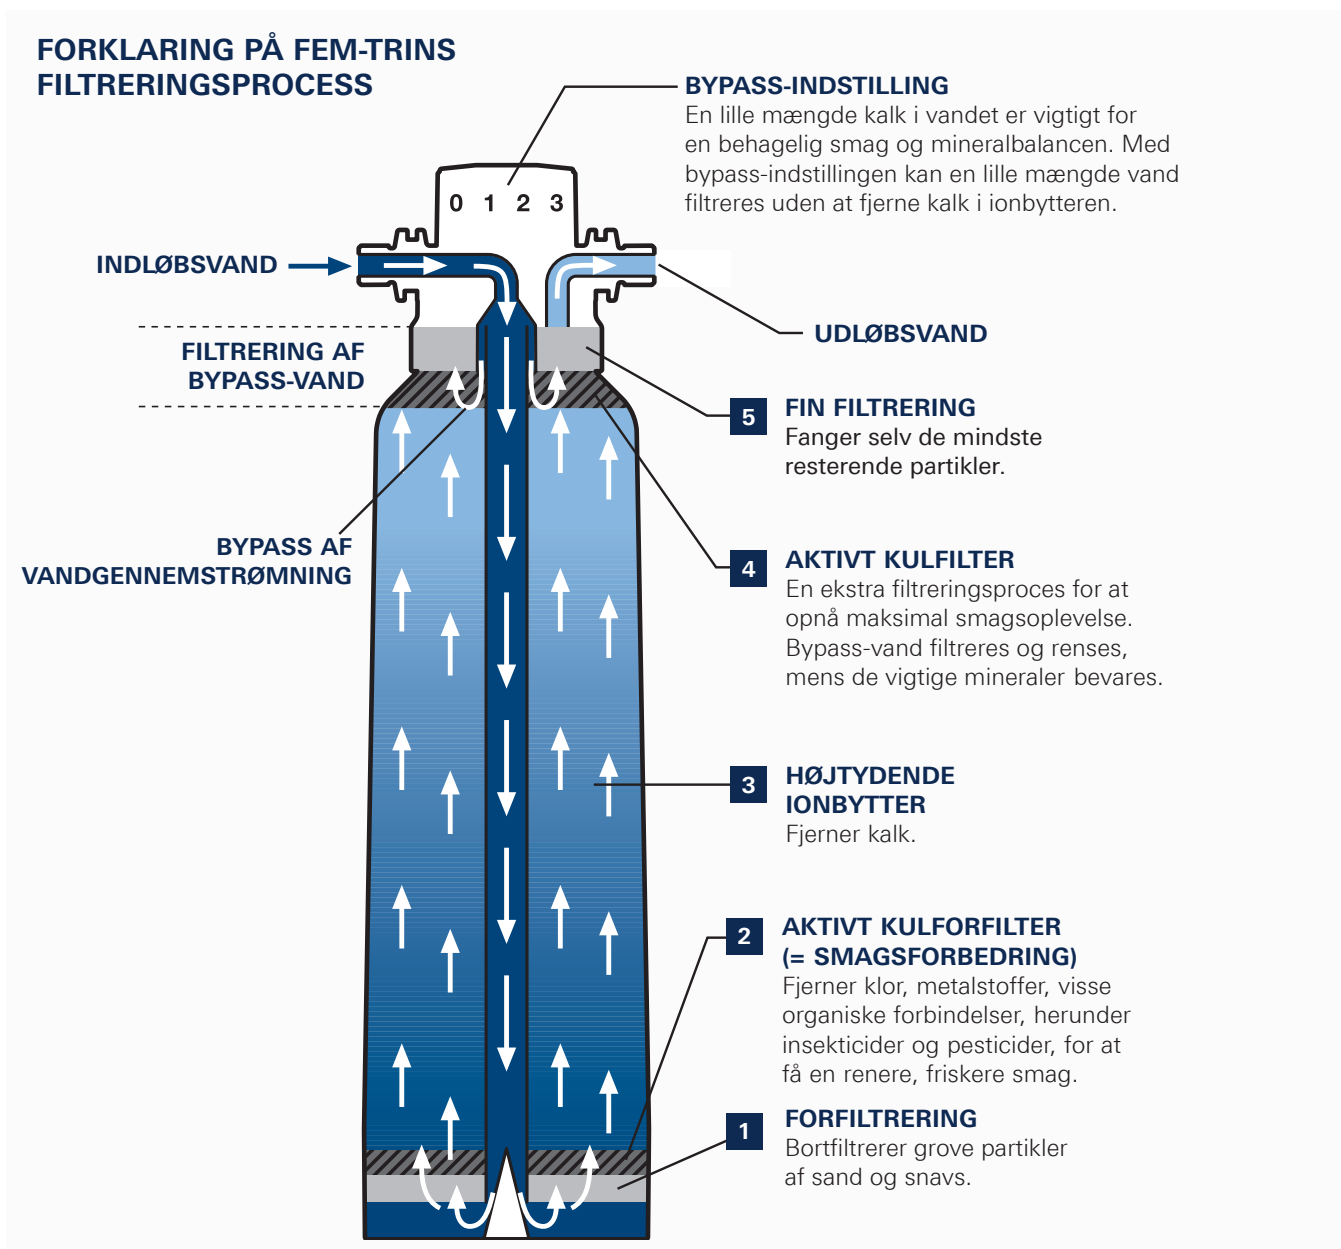 FORKLARING PÅ FEM-TRINS
FILTRERINGSPROCESS
BYPASS-INDSTILLING
En lille mængde kalk i vandet er vigtigt for
en behagelig smag og mineralbalancen. Med
bypass-indstillingen kan en lille mængde vand
filtreres uden at fjerne kalk i ionbytteren.
0 1 2 3
INDLØBSVAND
UDLØBSVAND
FILTRERING AF
BYPASS-VAND
5
FIN FILTRERING
Fanger selv de mindste
resterende partikler.
BYPASS AF
VANDGENNEMSTRØMNING
4
AKTIVT KULFILTER
En ekstra filtreringsproces for at
opnå maksimal smagsoplevelse.
Bypass-vand filtreres og renses,
mens de vigtige mineraler bevares.
3
HØJTYDENDE
IONBYTTER
Fjerner kalk.
2
AKTIVT KULFORFILTER
(= SMAGSFORBEDRING)
Fjerner klor, metalstoffer, visse
organiske forbindelser, herunder
insekticider og pesticider, for at
få en renere, friskere smag.
1
FORFILTRERING
Bortfiltrerer grove partikler
af sand og snavs.